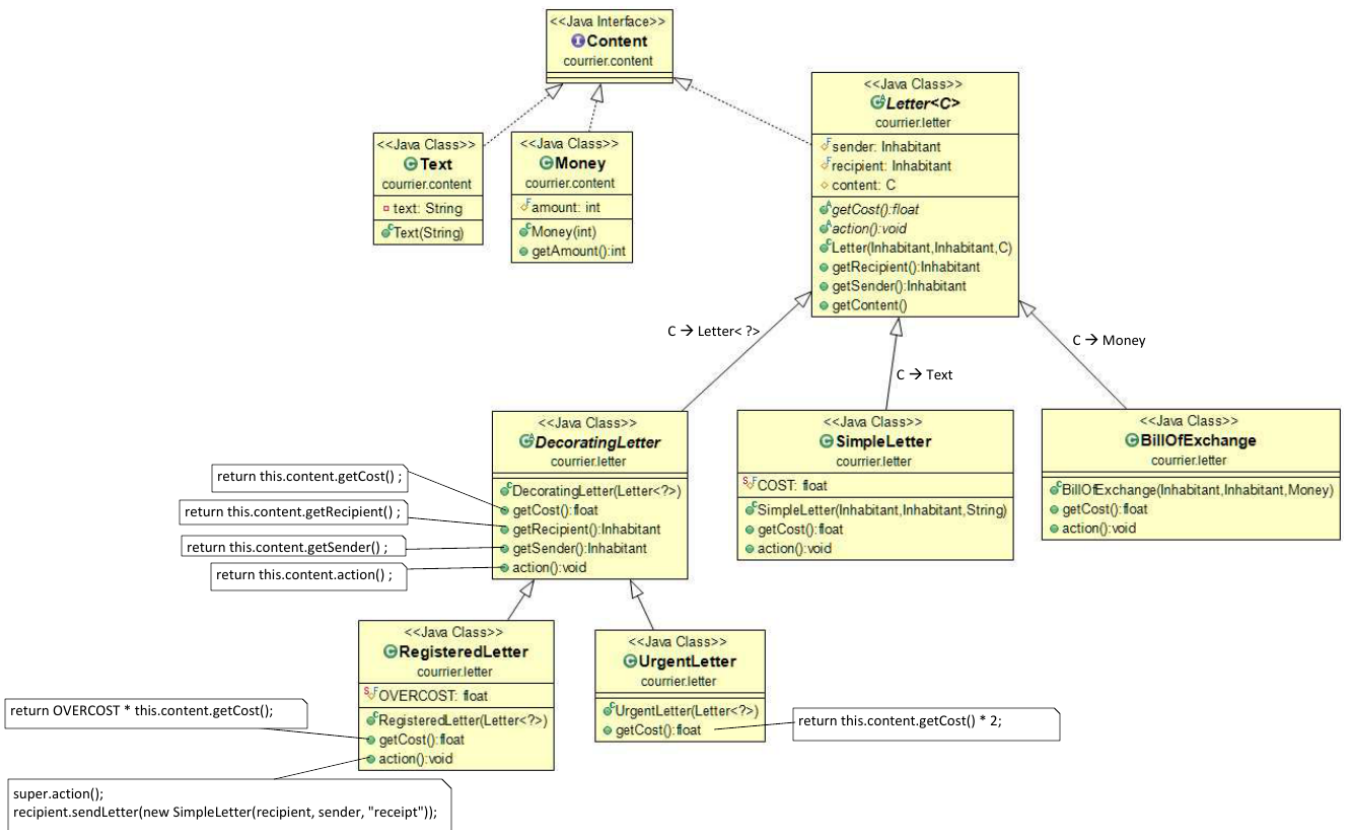 <<Java Interface>>
Content
courrier.content
<<Java Class>>
Text
courrier.content
text: String
Text(String)
<<Java Class>>
Money
courrier.content
amount: int
Money(int)
getAmount():int
<<Java Class>>
Letter<C>
courrier.letter
sender: Inhabitant
recipient: Inhabitant
content: C
getCost():float
action():void
Letter(Inhabitant,Inhabitant,C)
getRecipient():Inhabitant
getSender():Inhabitant
getContent()
C → Letter< ?>
C → Text
C → Money
<<Java Class>>
DecoratingLetter
courrier.letter
DecoratingLetter(Letter<?>)
getCost():float
getRecipient():Inhabitant
getSender():Inhabitant
action():void
return this.content.getCost() ;
return this.content.getRecipient() ;
return this.content.getSender() ;
return this.content.action() ;
<<Java Class>>
SimpleLetter
courrier.letter
COST: float
SimpleLetter(Inhabitant,Inhabitant,String)
getCost():float
action():void
<<Java Class>>
BillOfExchange
courrier.letter
BillOfExchange(Inhabitant,Inhabitant,Money)
getCost():float
action():void
<<Java Class>>
RegisteredLetter
courrier.letter
OVERCOST: float
RegisteredLetter(Letter<?>)
getCost():float
action():void
<<Java Class>>
UrgentLetter
courrier.letter
UrgentLetter(Letter<?>)
getCost():float
return OVERCOST * this.content.getCost();
return this.content.getCost() * 2;
super.action();
recipient.sendLetter(new SimpleLetter(recipient, sender, "receipt"));